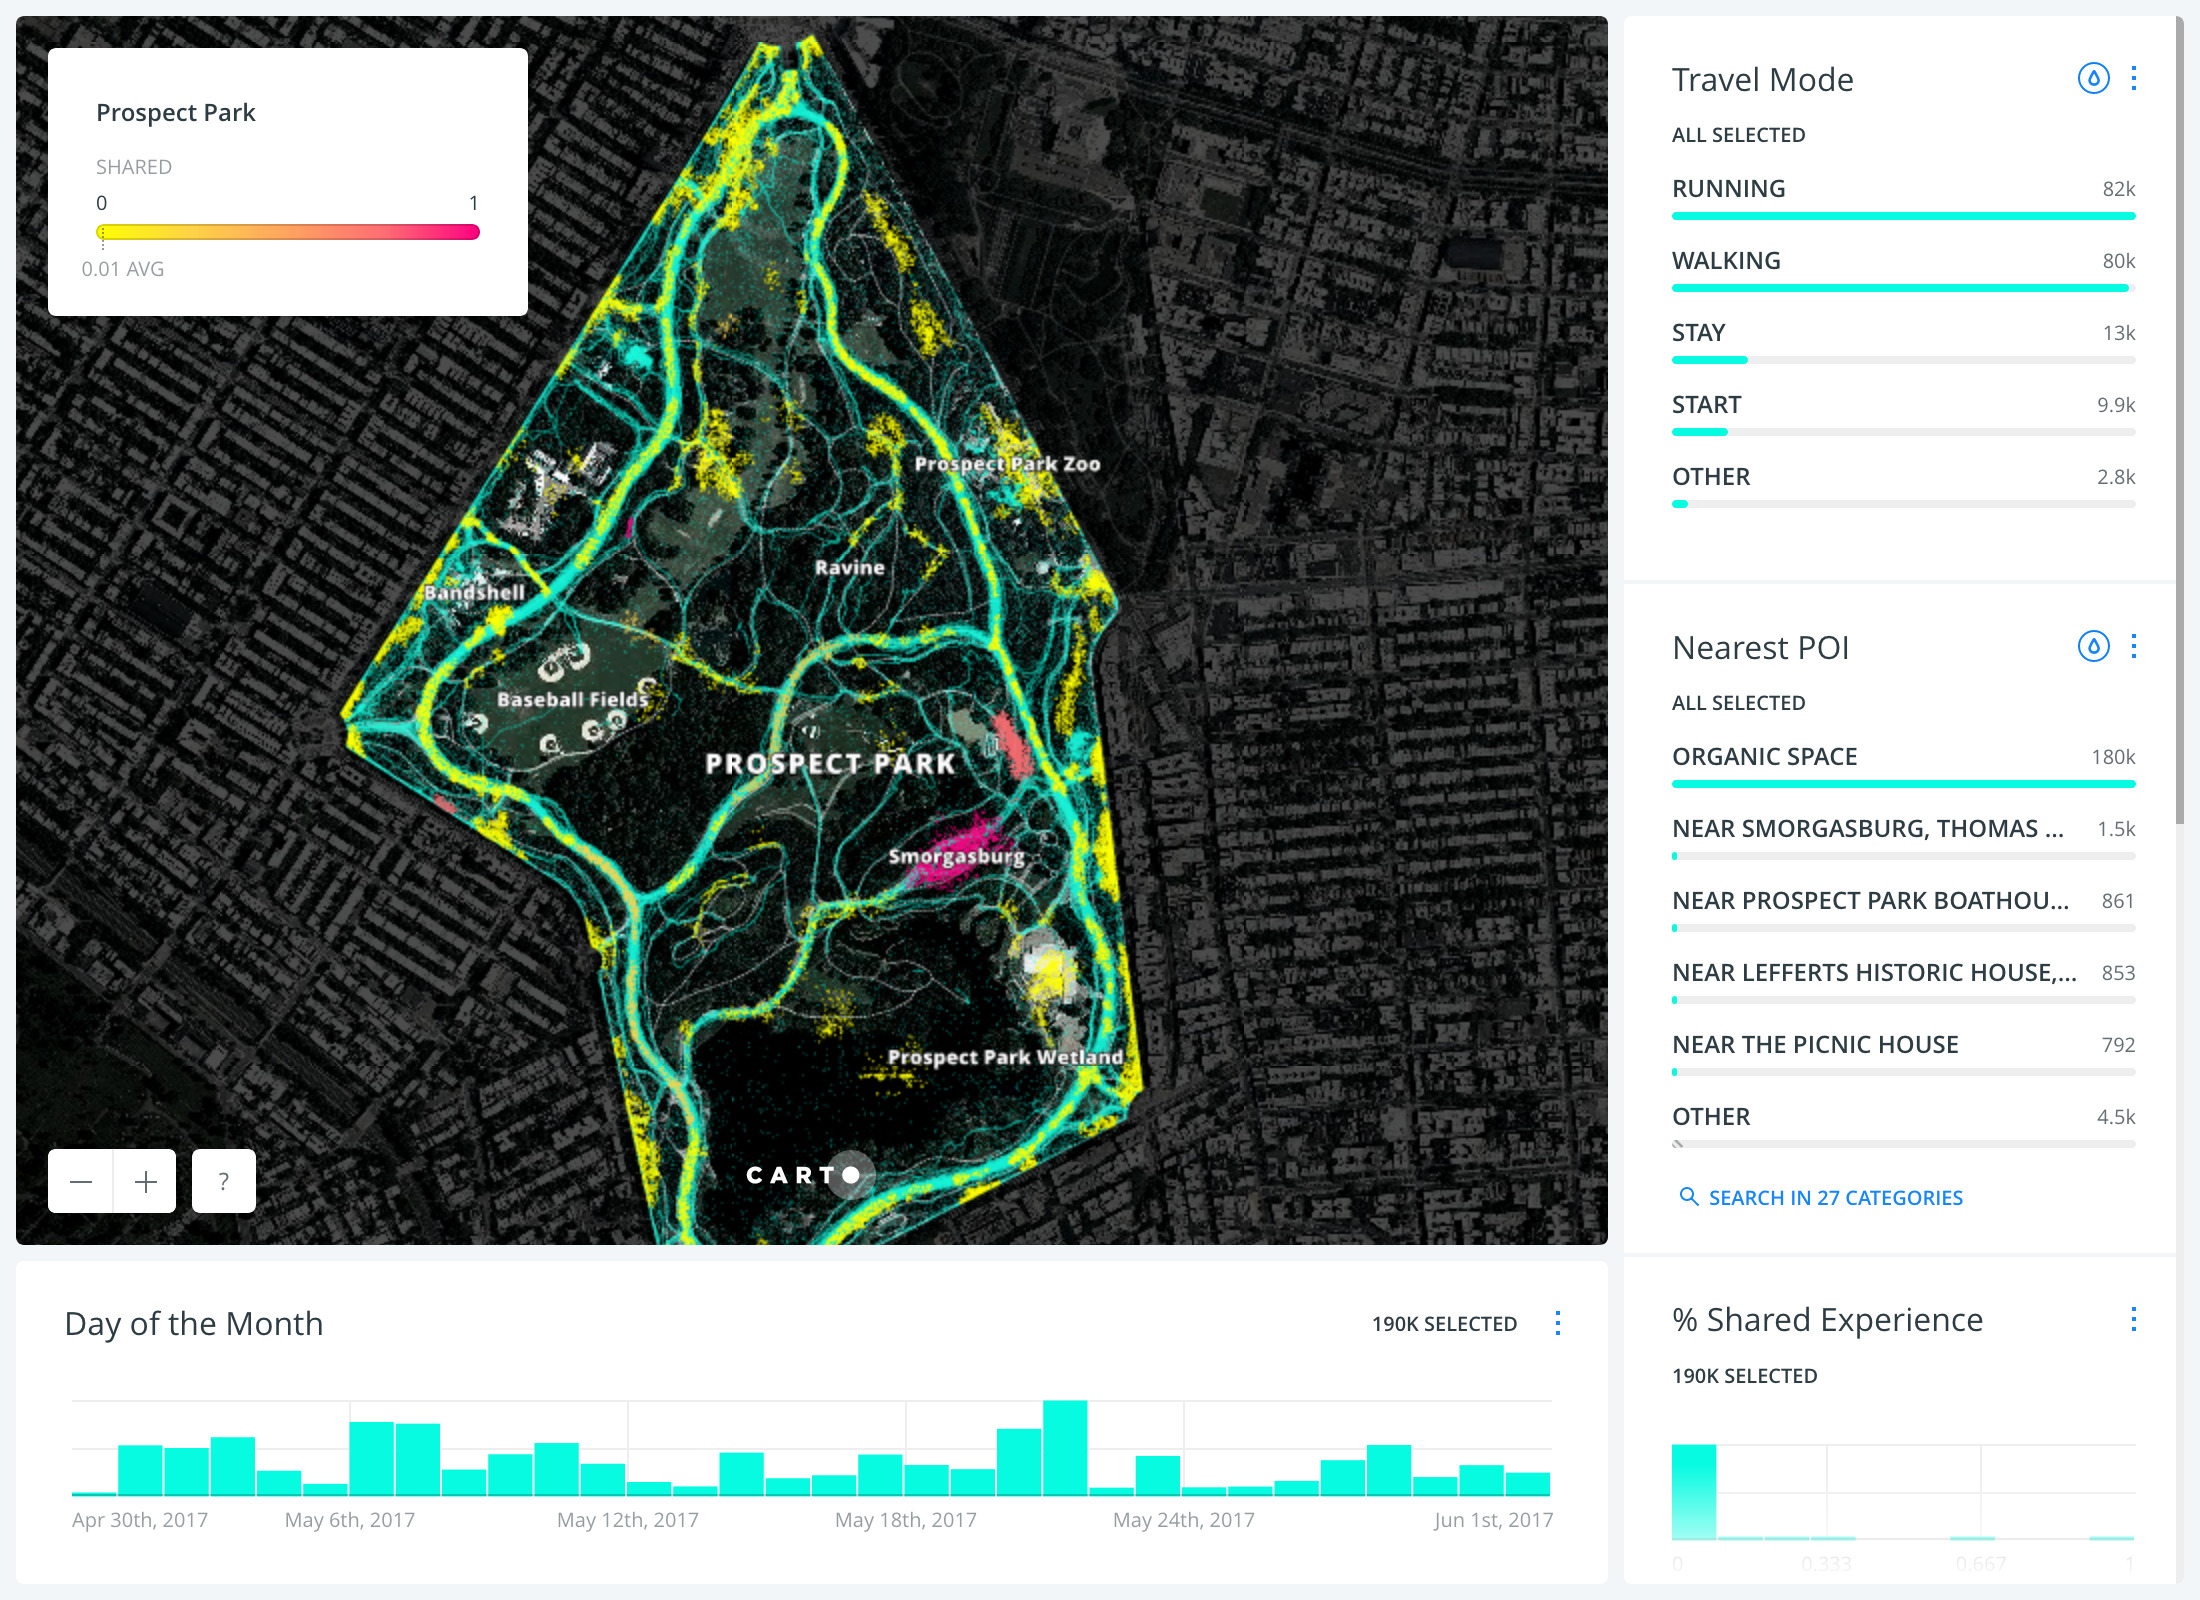 Prospect Park
SHARED
0 1
0.01 AVG
Prospect Park Zoo
Ravine
Bandshell
Baseball Fields
PROSPECT PARK
Smorgasburg
Prospect Park Wetland
CARTO
?
Day of the Month
190K SELECTED
Apr 30th, 2017 May 6th, 2017 May 12th, 2017 May 18th, 2017 May 24th, 2017 Jun 1st, 2017
Travel Mode
ALL SELECTED
RUNNING 82k
WALKING 80k
STAY 13k
START 9.9k
OTHER 2.8k
Nearest POI
ALL SELECTED
ORGANIC SPACE 180k
NEAR SMORGASBURG, THOMAS ... 1.5k
NEAR PROSPECT PARK BOATHOU... 861
NEAR LEFFERTS HISTORIC HOUSE,... 853
NEAR THE PICNIC HOUSE 792
OTHER 4.5k
SEARCH IN 27 CATEGORIES
% Shared Experience
190K SELECTED
0 0.333 0.667 1